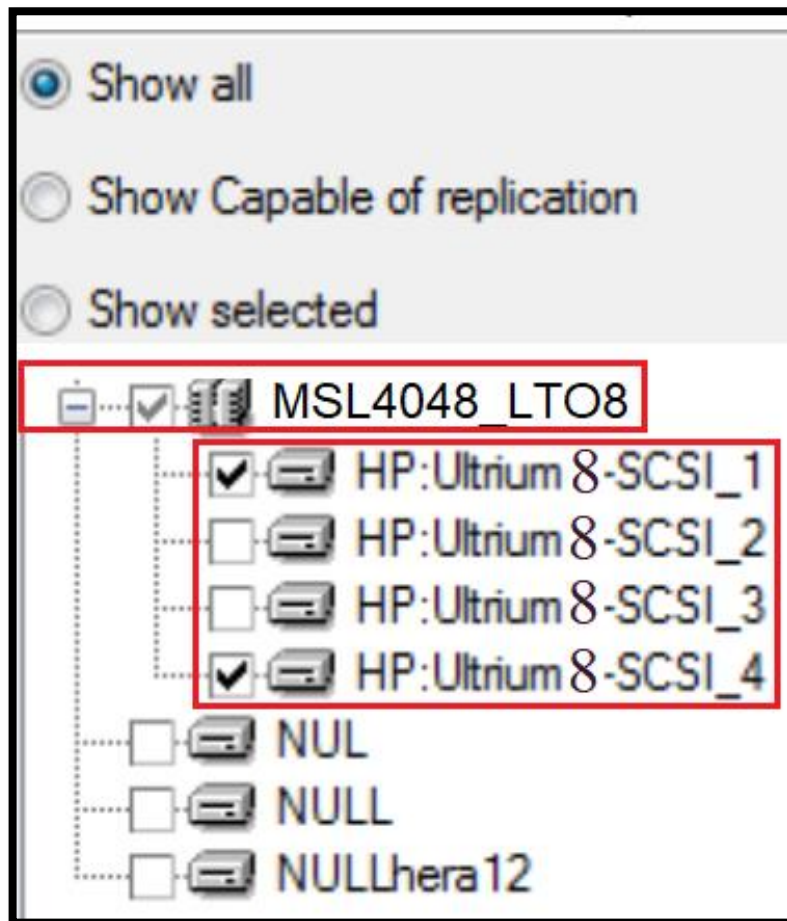 Show all
Show Capable of replication
Show selected
MSL4048_LTO8
HP:Ultrium 8-SCSI_1
HP:Ultrium 8-SCSI_2
HP:Ultrium 8-SCSI_3
HP:Ultrium 8-SCSI_4
NUL
NULL
NULLhera12